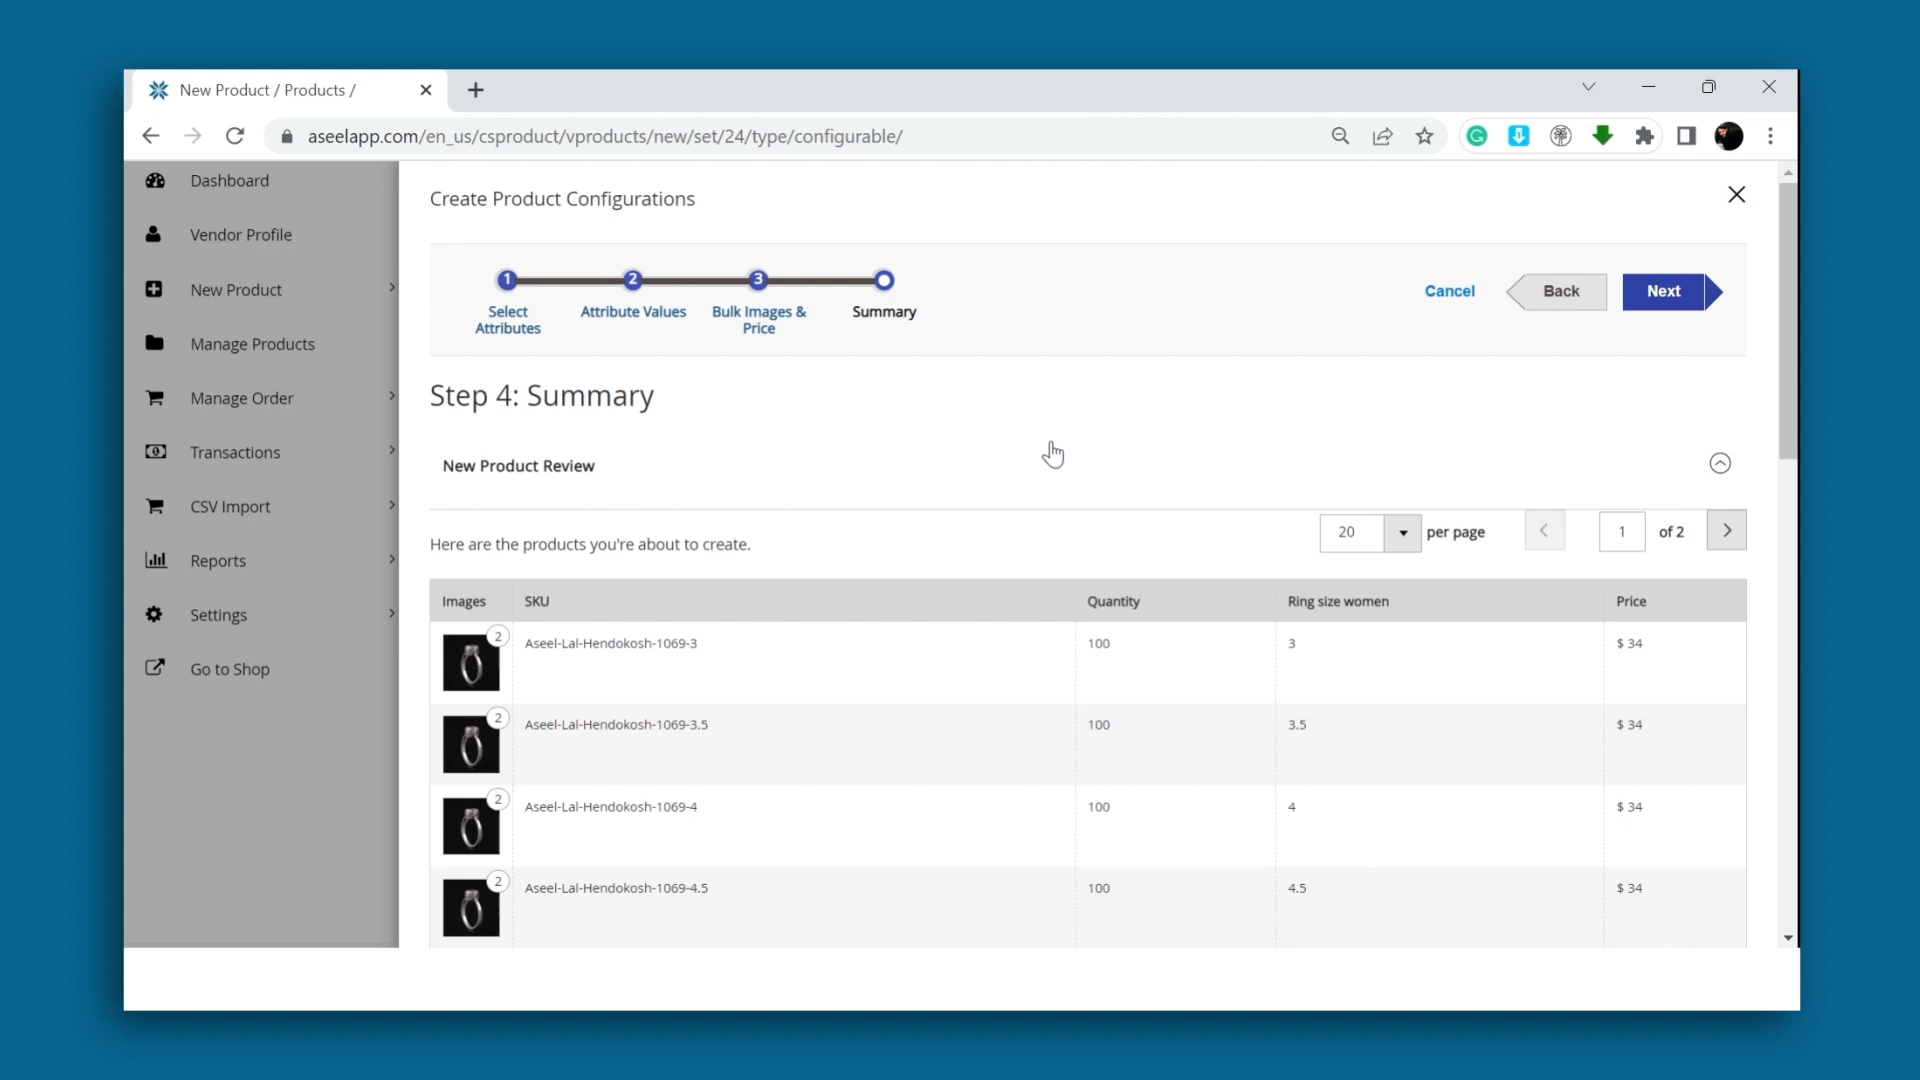 New Product / Products /
aseelapp.com/en_us/csproduct/vproducts/new/set/24/type/configurable/
Dashboard
Vendor Profile
New Product
Manage Products
Manage Order
Transactions
CSV Import
Reports
Settings
Go to Shop
Create Product Configurations
1 2 3
Select Attributes
Attribute Values
Bulk Images & Price
Summary
Cancel
Back
Next
Step 4: Summary
New Product Review
Here are the products you're about to create.
20 per page 1 of 2
Images SKU Quantity Ring size women Price
2 Aseel-Lal-Hendokosh-1069-3 100 3 $ 34
2 Aseel-Lal-Hendokosh-1069-3.5 100 3.5 $ 34
2 Aseel-Lal-Hendokosh-1069-4 100 4 $ 34
2 Aseel-Lal-Hendokosh-1069-4.5 100 4.5 $ 34